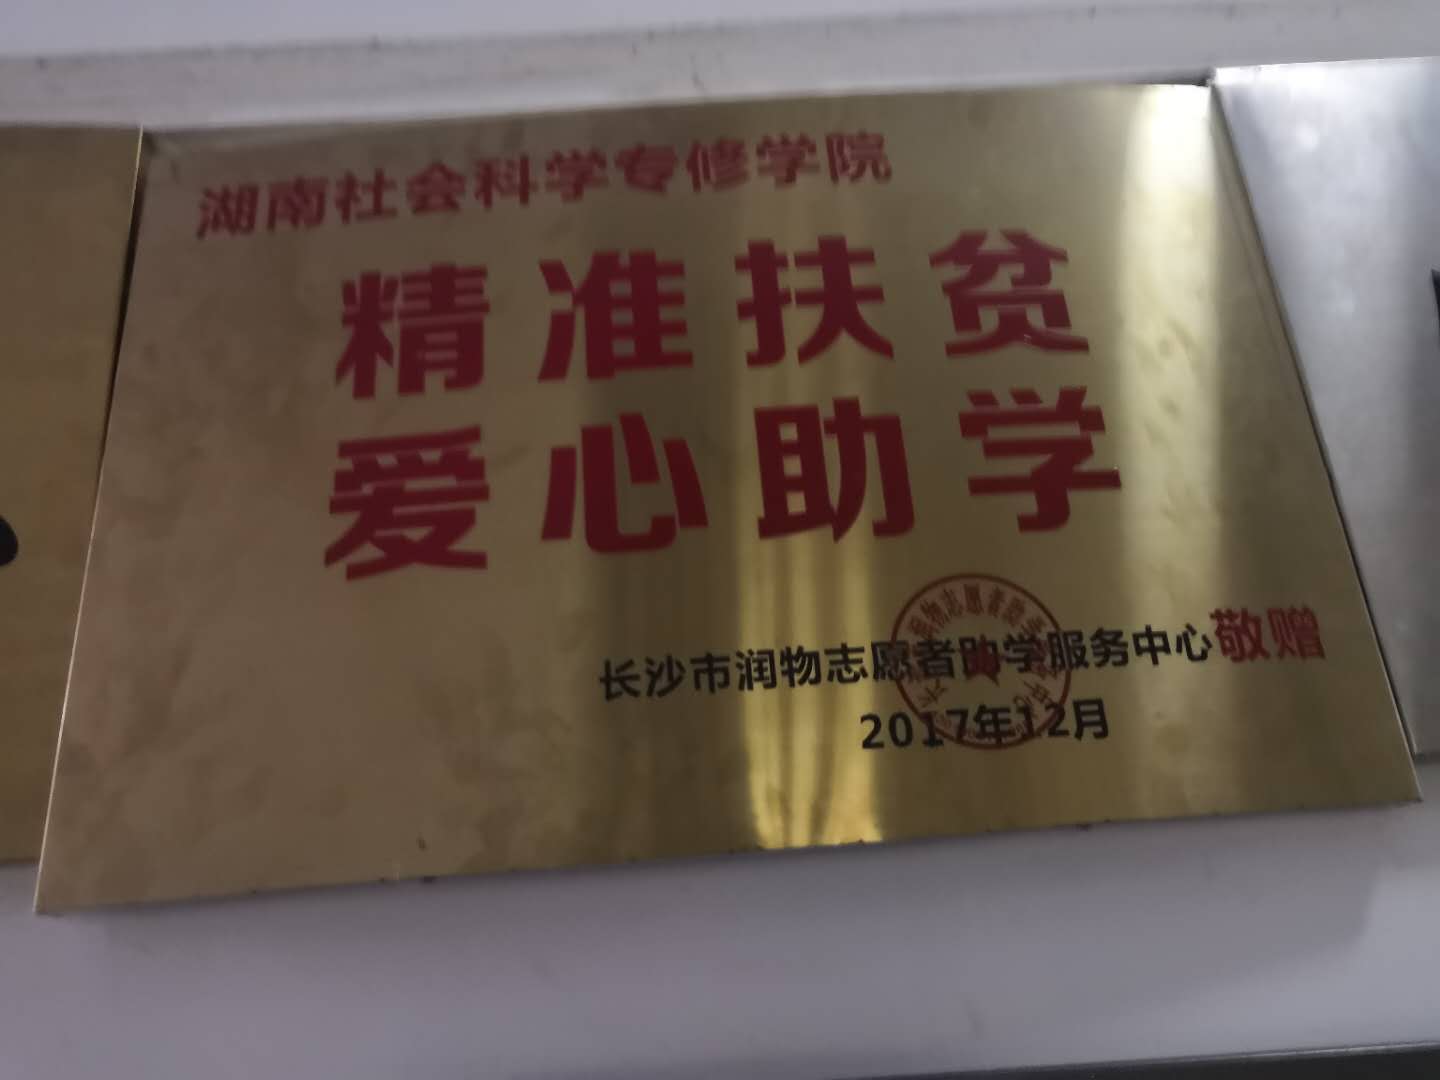 湖南社会科学专修学院
精准扶贫
爱心助学
长沙市润物志愿者助学服务中心敬赠
2017年12月